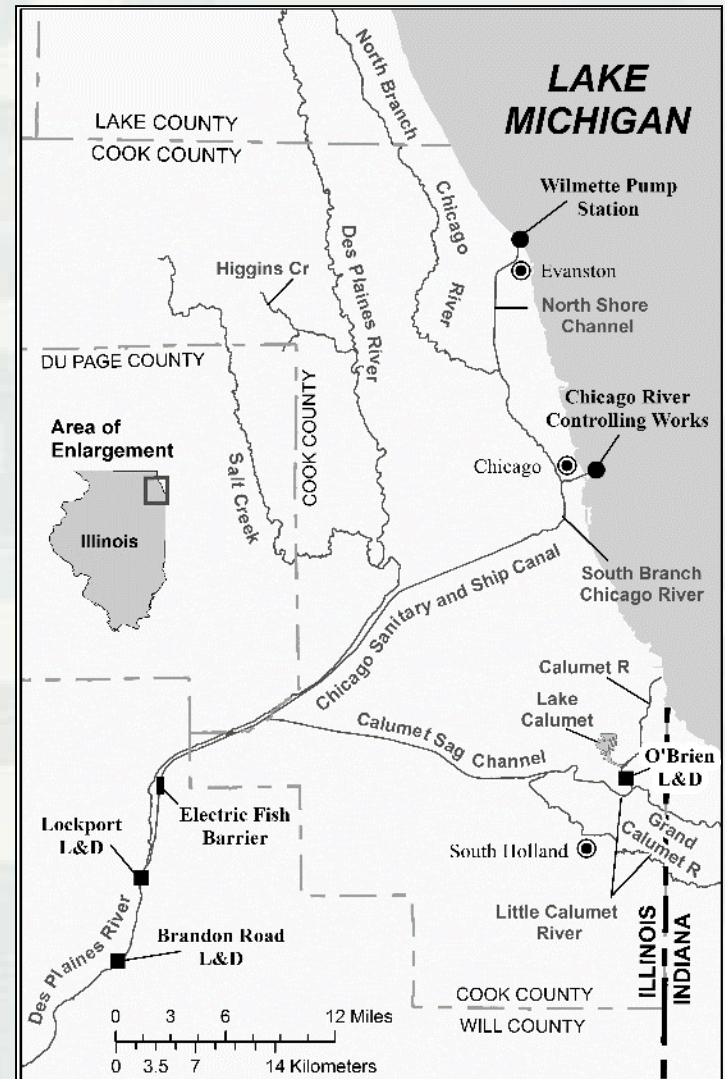 LAKE
MICHIGAN
North Branch
Chicago
River
LAKE COUNTY
COOK COUNTY
Wilmette Pump
Station
Evanston
Des Plaines River
Higgins Cr
North Shore
Channel
DU PAGE COUNTY
COOK COUNTY
Chicago River
Controlling Works
Area of
Enlargement
Chicago
Salt Creek
Illinois
South Branch
Chicago River
Chicago Sanitary and Ship Canal
Calumet R
Lake
Calumet
Calumet Sag Channel
O'Brien
L&D
Electric Fish
Barrier
Grand
Calumet R
Lockport
L&D
South Holland
Little Calumet
River
Des Plaines River
Brandon Road
L&D
ILLINOIS
INDIANA
COOK COUNTY
WILL COUNTY
0 3 6 12 Miles
0 3.5 7 14 Kilometers